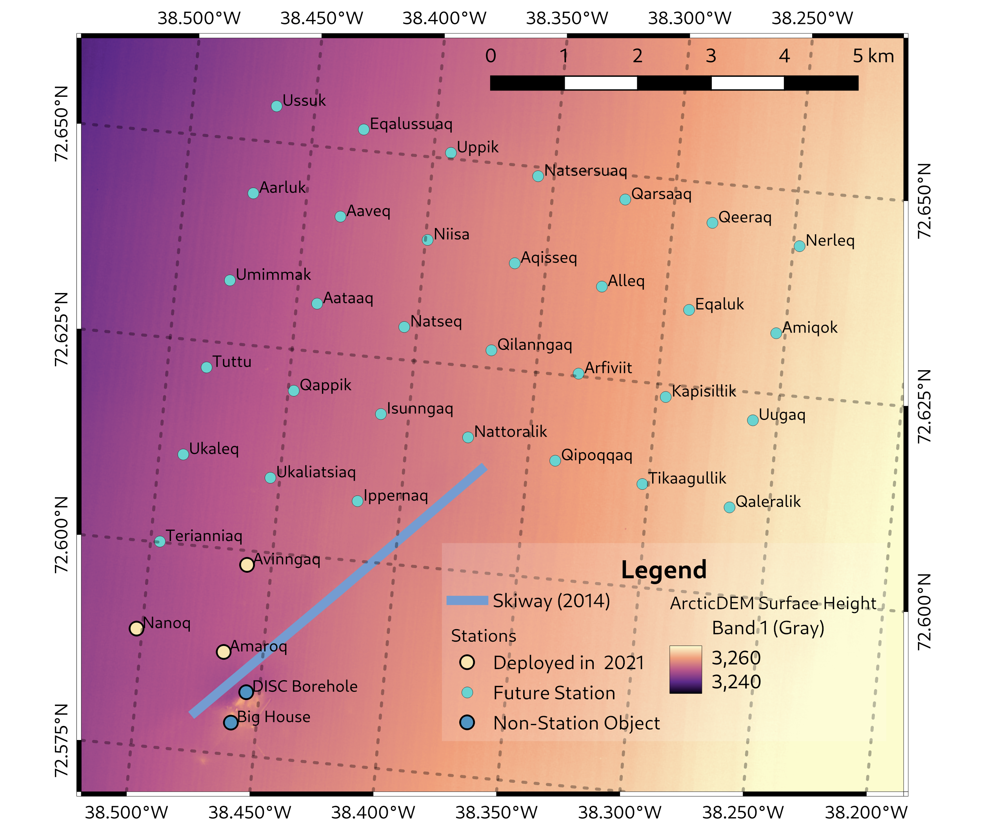 38.500°W 38.450°W 38.400°W 38.350°W 38.300°W 38.250°W
0 1 2 3 4 5 km
72.650°N
72.625°N
72.600°N
72.575°N
Ussuk
Eqalussuaq
Uppik
Natsersuaq
Qarsaaq
Qeeraq
Nerleq
Aarluk
Aaveq
Niisa
Aqisseq
Alleq
Eqaluk
Amiqok
Umimmak
Aataaq
Natseq
Qilanngaq
Arfiviit
Kapisillik
Uugaq
Tuttu
Qappik
Isunngaq
Nattoralik
Qipoqqaq
Tikaagullik
Qaleralik
Ukaleq
Ukaliatsiaq
Ippernaq
Terianniaq
Avinngaq
Nanoq
Amaroq
DISC Borehole
Big House
Legend
Skiway (2014)
Stations
Deployed in 2021
Future Station
Non-Station Object
ArcticDEM Surface Height
Band 1 (Gray)
3,260
3,240
72.650°N
72.625°N
72.600°N
38.500°W 38.450°W 38.400°W 38.350°W 38.300°W 38.250°W 38.200°W